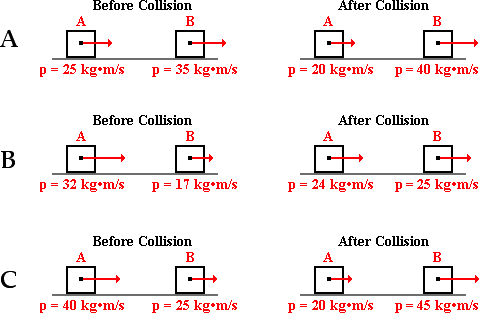 Before Collision After Collision
A B A B
A
p = 25 kg•m/s p = 35 kg•m/s p = 20 kg•m/s p = 40 kg•m/s
Before Collision After Collision
A B A B
B
p = 32 kg•m/s p = 17 kg•m/s p = 24 kg•m/s p = 25 kg•m/s
Before Collision After Collision
A B A B
C
p = 40 kg•m/s p = 25 kg•m/s p = 20 kg•m/s p = 45 kg•m/s